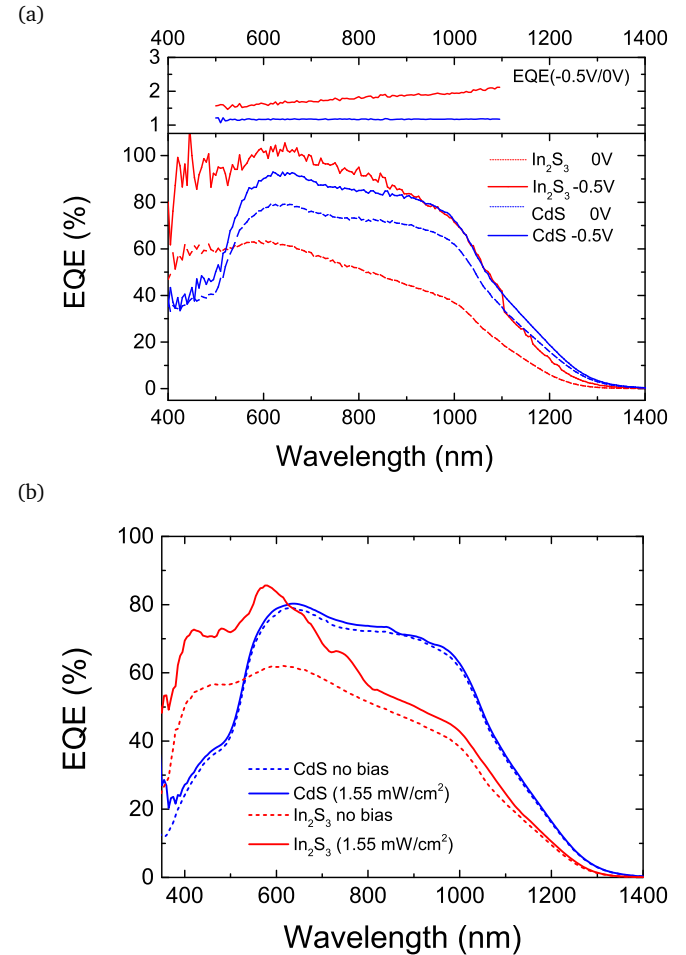 (a)
400 600 800 1000 1200 1400
3
2
1
EQE(-0.5V/0V)
100
80
60
40
20
0
EQE (%)
In₂S₃ 0V
In₂S₃ -0.5V
CdS 0V
CdS -0.5V
400 600 800 1000 1200 1400
Wavelength (nm)
(b)
100
80
60
40
20
0
EQE (%)
CdS no bias
CdS (1.55 mW/cm²)
In₂S₃ no bias
In₂S₃ (1.55 mW/cm²)
400 600 800 1000 1200 1400
Wavelength (nm)